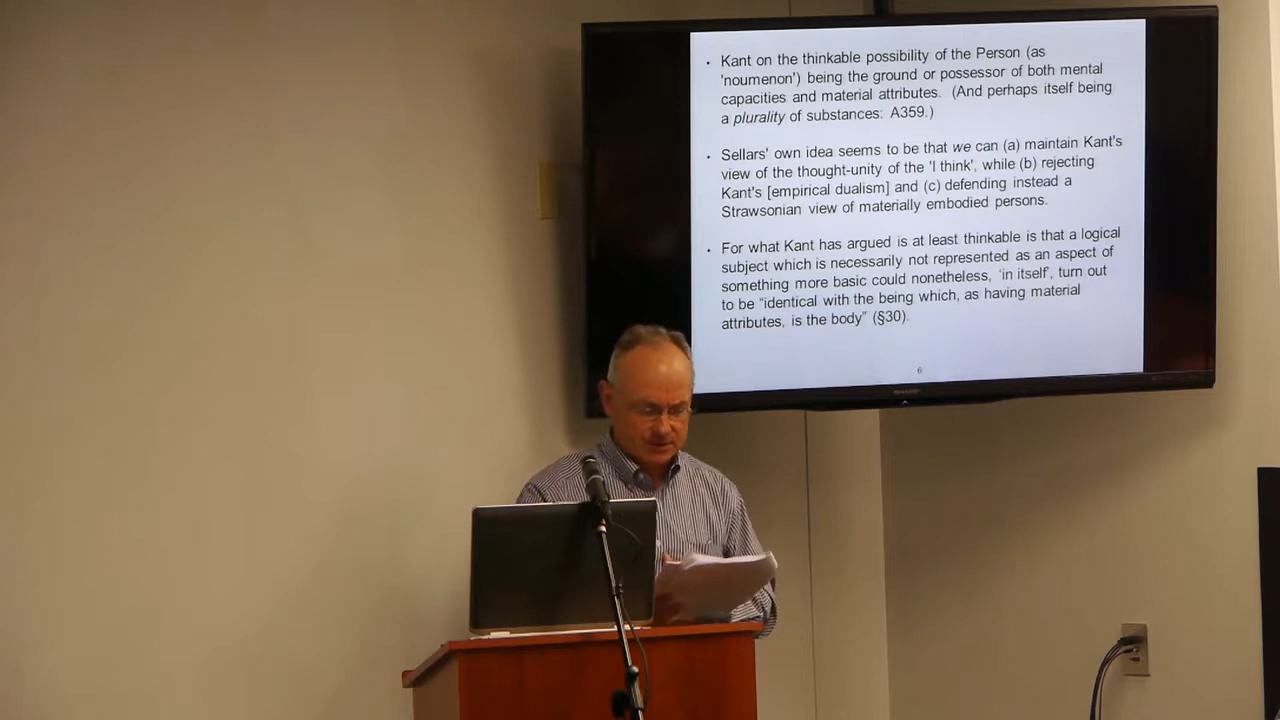 • Kant on the thinkable possibility of the Person (as
'noumenon') being the ground or possessor of both mental
capacities and material attributes. (And perhaps itself being
a plurality of substances: A359.)
• Sellars' own idea seems to be that we can (a) maintain Kant's
view of the thought-unity of the 'I think', while (b) rejecting
Kant's [empirical dualism] and (c) defending instead a
Strawsonian view of materially embodied persons.
• For what Kant has argued is at least thinkable is that a logical
subject which is necessarily not represented as an aspect of
something more basic could nonetheless, 'in itself', turn out
to be “identical with the being which, as having material
attributes, is the body” (§30).
6
SHARP